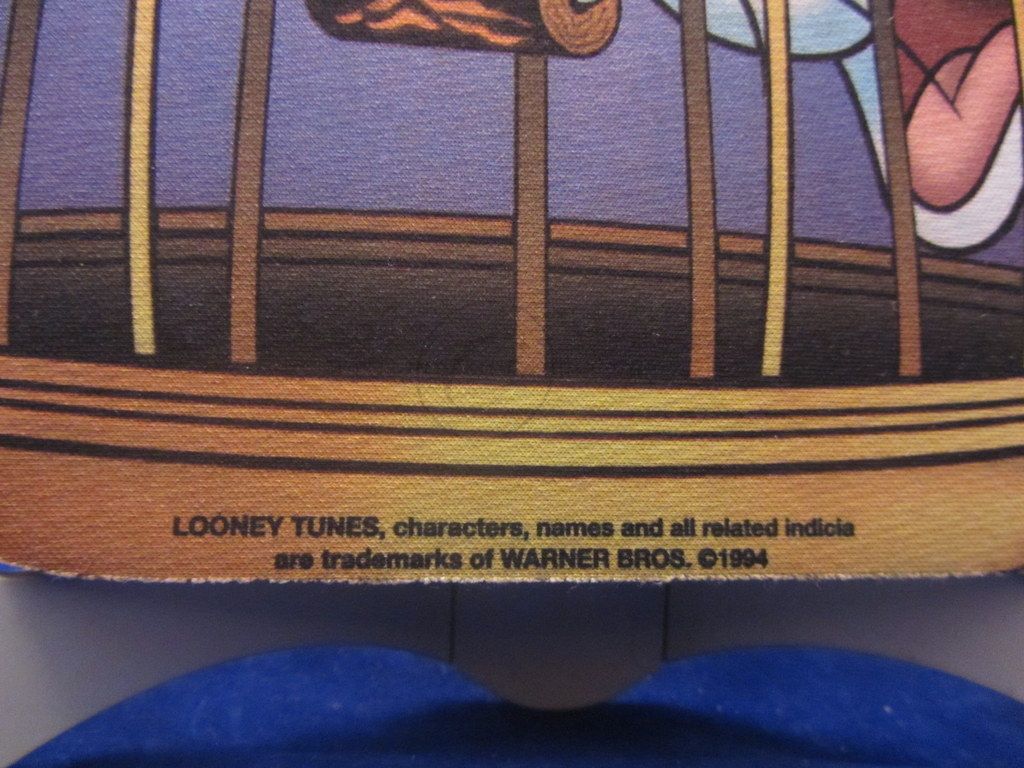 LOONEY TUNES, characters, names and all related indicia
are trademarks of WARNER BROS. ©1994